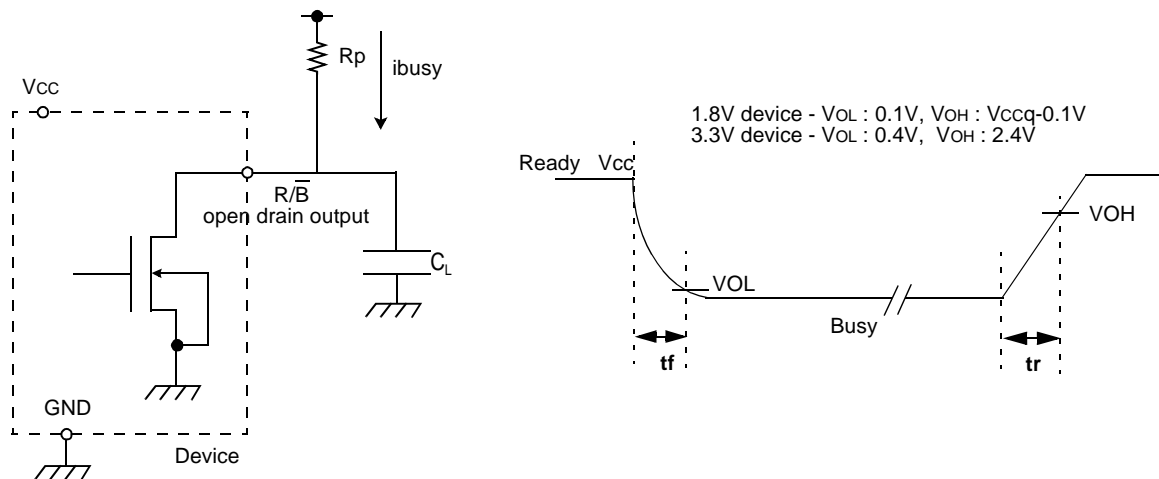 Rp
ibusy
VCC
R/B̅
open drain output
CL
GND
Device
1.8V device - VOL : 0.1V, VOH : VCCq-0.1V
3.3V device - VOL : 0.4V, VOH : 2.4V
Ready Vcc
VOH
VOL
Busy
tf
tr